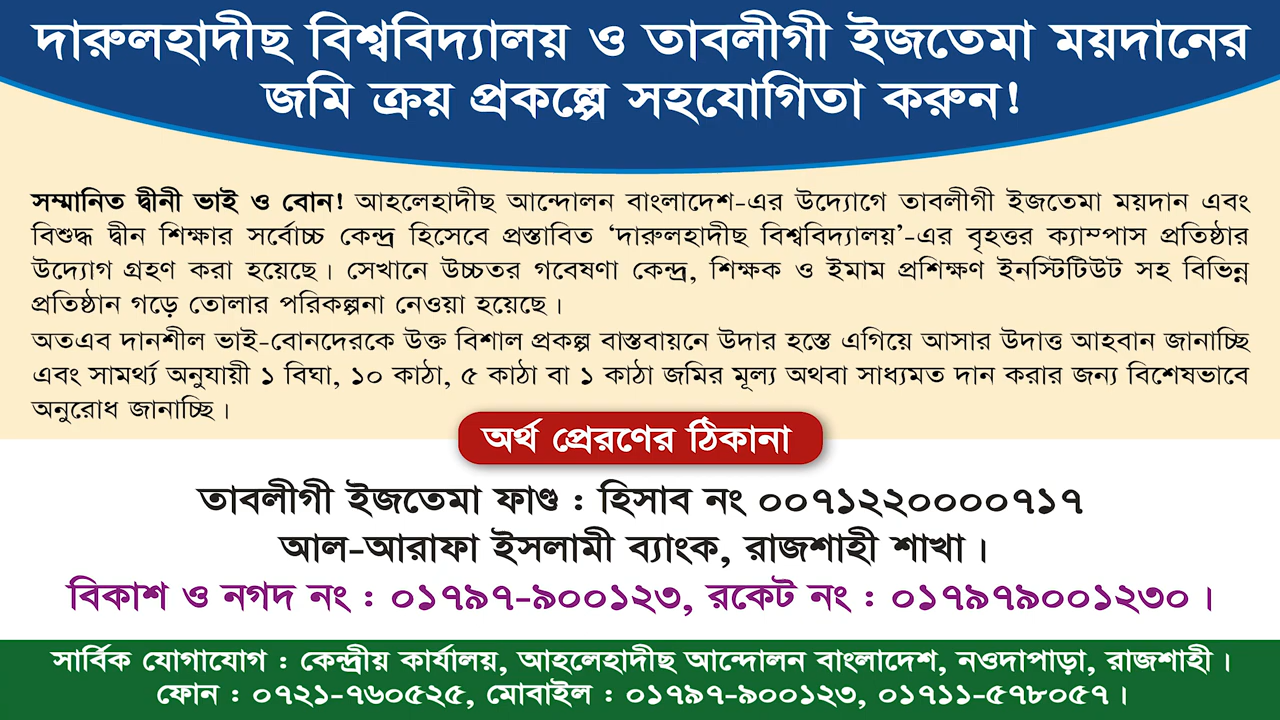 দারুলহাদীছ বিশ্ববিদ্যালয় ও তাবলীগী ইজতেমা ময়দানের
জমি ক্রয় প্রকল্পে সহযোগিতা করুন!
সম্মানিত দ্বীনী ভাই ও বোন! আহলেহাদীছ আন্দোলন বাংলাদেশ-এর উদ্যোগে তাবলীগী ইজতেমা ময়দান এবং
বিশুদ্ধ দ্বীন শিক্ষার সর্বোচ্চ কেন্দ্র হিসেবে প্রস্তাবিত ‘দারুলহাদীছ বিশ্ববিদ্যালয়’-এর বৃহত্তর ক্যাম্পাস প্রতিষ্ঠার
উদ্যোগ গ্রহণ করা হয়েছে। সেখানে উচ্চতর গবেষণা কেন্দ্র, শিক্ষক ও ইমাম প্রশিক্ষণ ইনস্টিটিউট সহ বিভিন্ন
প্রতিষ্ঠান গড়ে তোলার পরিকল্পনা নেওয়া হয়েছে।
অতএব দানশীল ভাই-বোনদেরকে উক্ত বিশাল প্রকল্প বাস্তবায়নে উদার হস্তে এগিয়ে আসার উদাত্ত আহবান জানাচ্ছি
এবং সামর্থ্য অনুযায়ী ১ বিঘা, ১০ কাঠা, ৫ কাঠা বা ১ কাঠা জমির মূল্য অথবা সাধ্যমত দান করার জন্য বিশেষভাবে
অনুরোধ জানাচ্ছি।
অর্থ প্রেরণের ঠিকানা
তাবলীগী ইজতেমা ফাণ্ড : হিসাব নং ০০৭১২২০০০০৭১৭
আল-আরাফা ইসলামী ব্যাংক, রাজশাহী শাখা।
বিকাশ ও নগদ নং : ০১৭৯৭-৯০০১২৩, রকেট নং : ০১৭৯৭৯০০১২৩০।
সার্বিক যোগাযোগ : কেন্দ্রীয় কার্যালয়, আহলেহাদীছ আন্দোলন বাংলাদেশ, নওদাপাড়া, রাজশাহী।
ফোন : ০৭২১-৭৬০৫২৫, মোবাইল : ০১৭৯৭-৯০০১২৩, ০১৭১১-৫৭৮০৫৭।